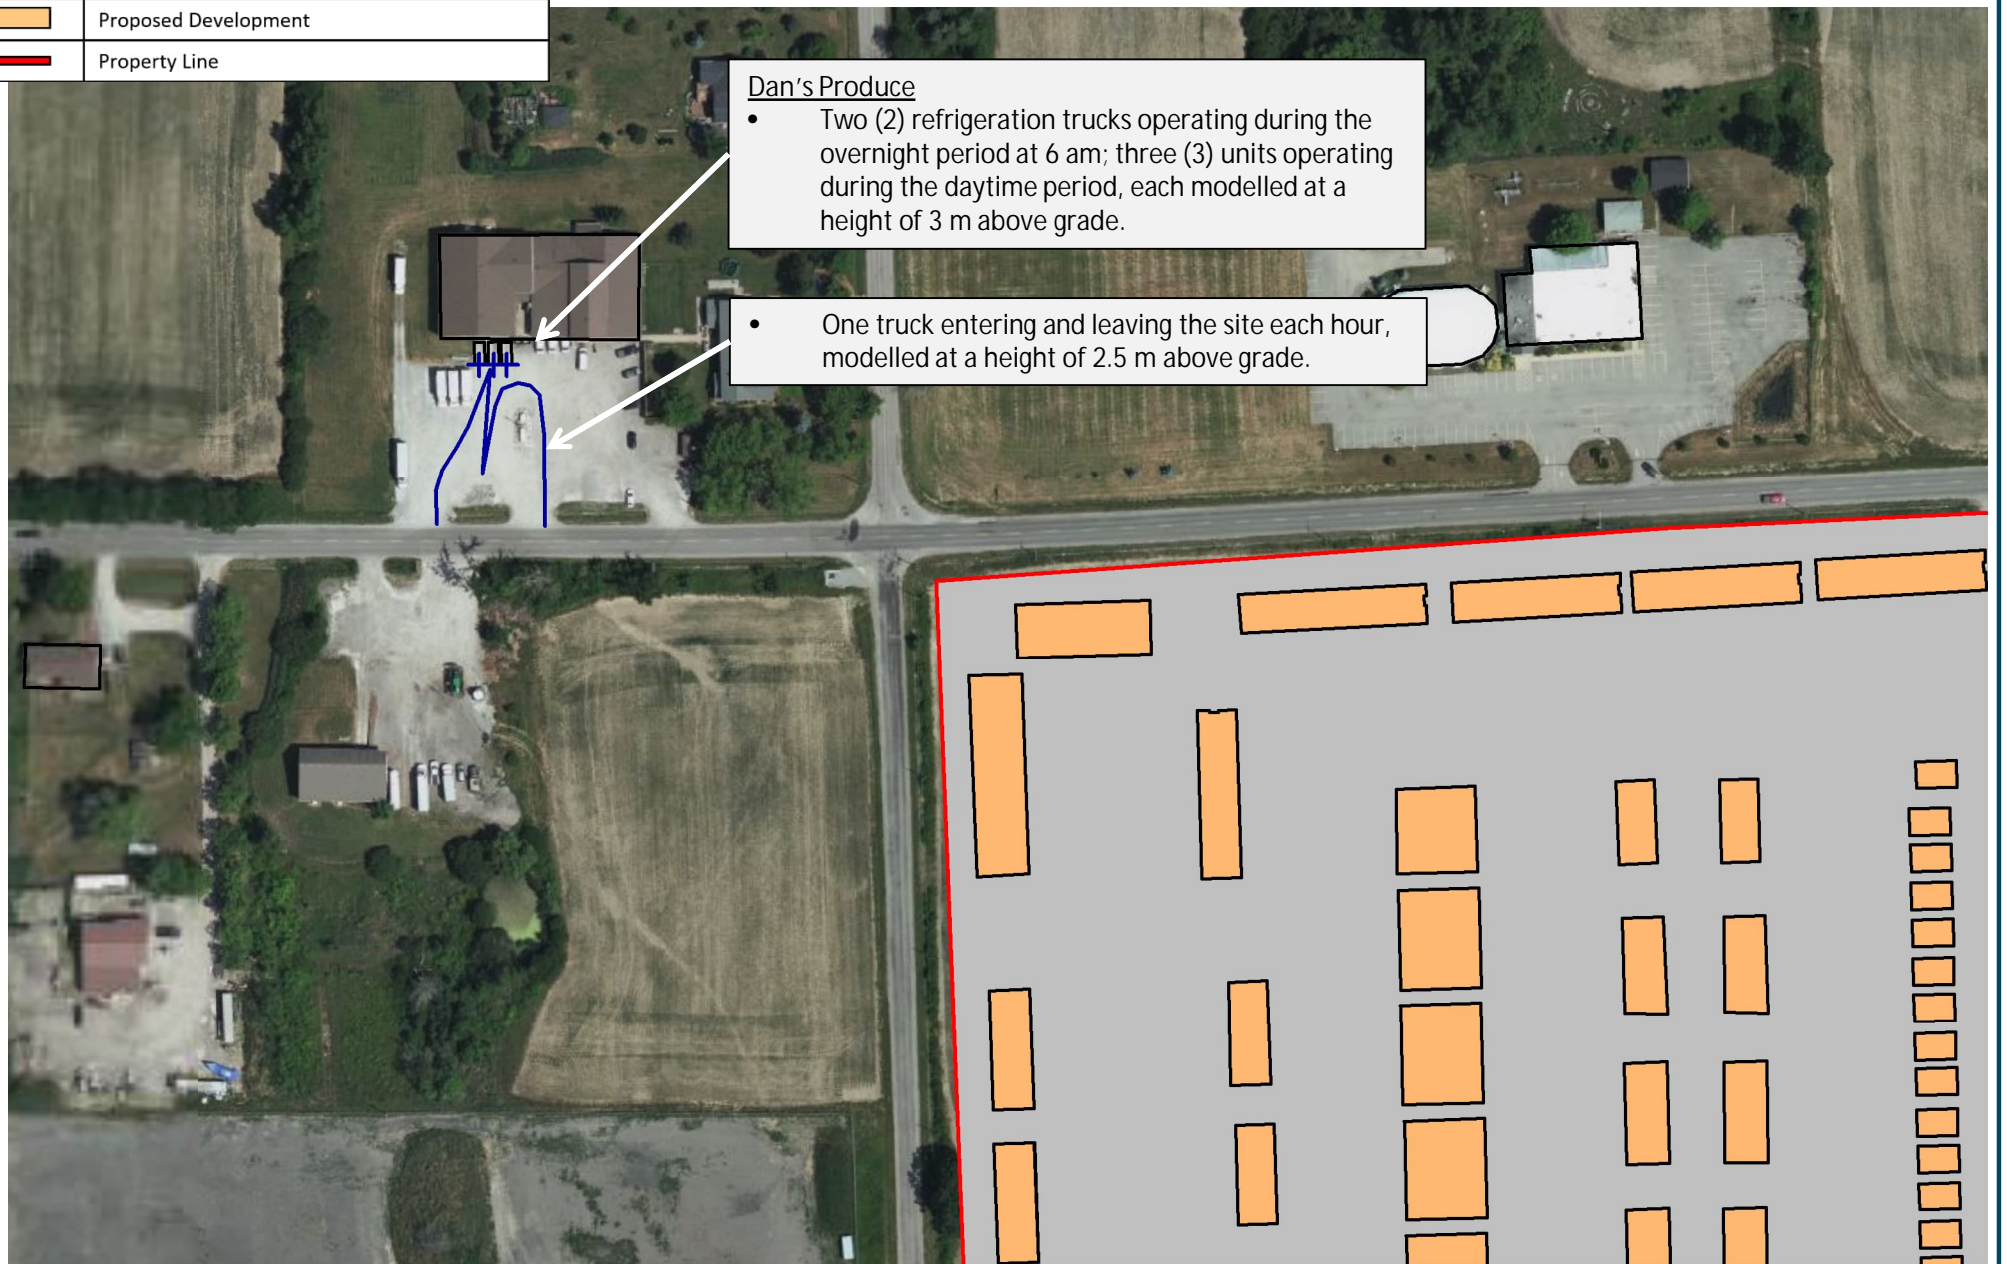 Proposed Development
Property Line
Dan's Produce
• Two (2) refrigeration trucks operating during the
overnight period at 6 am; three (3) units operating
during the daytime period, each modelled at a
height of 3 m above grade.
• One truck entering and leaving the site each hour,
modelled at a height of 2.5 m above grade.